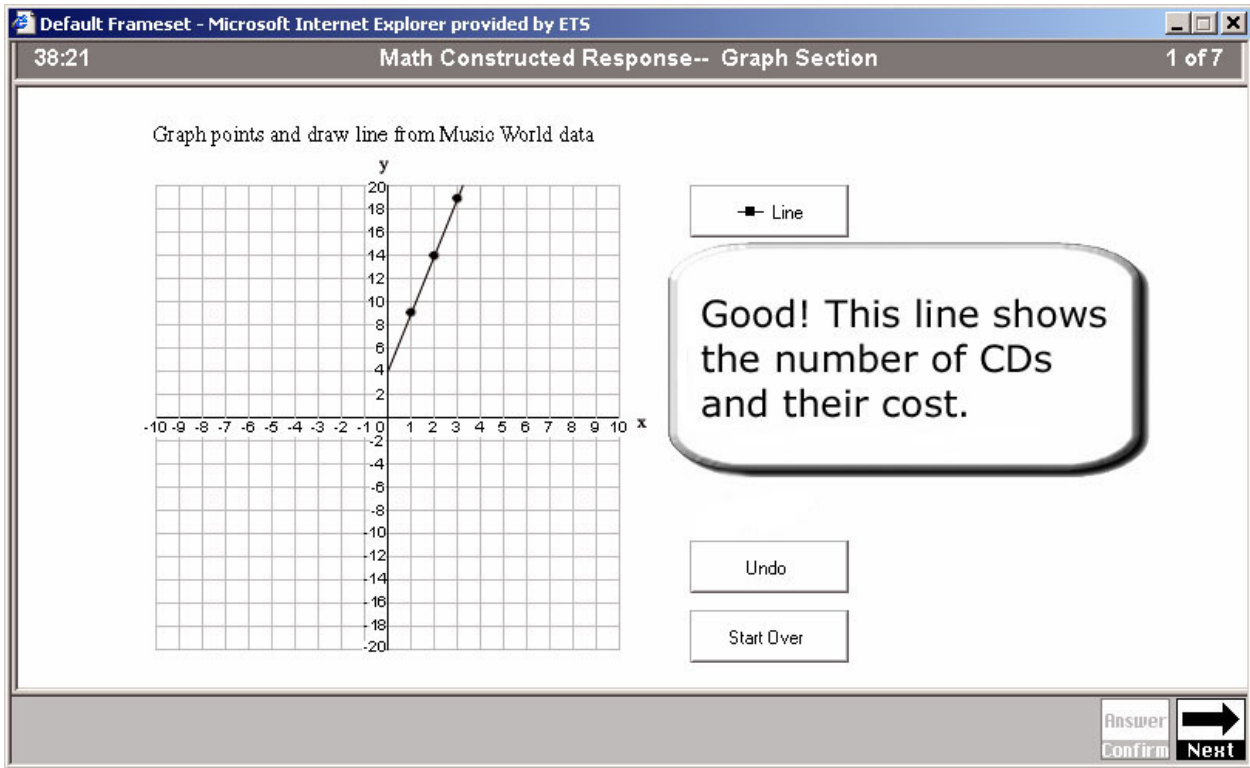 Default Frameset - Microsoft Internet Explorer provided by ETS
38:21 Math Constructed Response-- Graph Section 1 of 7
Graph points and draw line from Music World data
y
20
18
16
14
12
10
8
6
4
2
-10 -9 -8 -7 -6 -5 -4 -3 -2 -1 0 1 2 3 4 5 6 7 8 9 10 x
-2
-4
-6
-8
-10
-12
-14
-16
-18
-20
Line
Good! This line shows
the number of CDs
and their cost.
Undo
Start Over
Answer
Confirm
Next